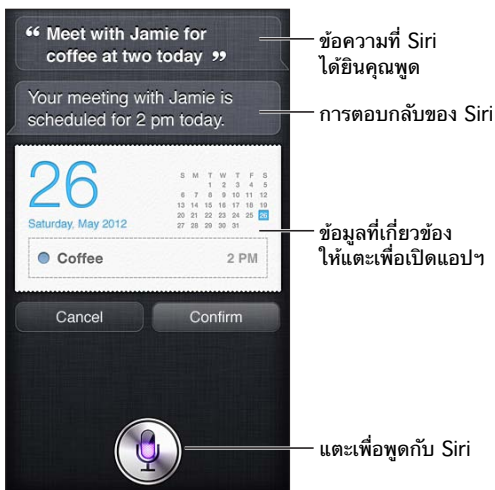 “ Meet with Jamie for
coffee at two today ”
ข้อความที่ Siri
ได้ยินคุณพูด
Your meeting with Jamie is
scheduled for 2 pm today.
การตอบกลับของ Siri
26
Saturday, May 2012
S M T W T F S
1 2 3 4 5
6 7 8 9 10 11 12
13 14 15 16 17 18 19
20 21 22 23 24 25 26
27 28 29 30 31
Coffee 2 PM
ข้อมูลที่เกี่ยวข้อง
ให้แตะเพื่อเปิดแอปฯ
Cancel Confirm
แตะเพื่อพูดกับ Siri